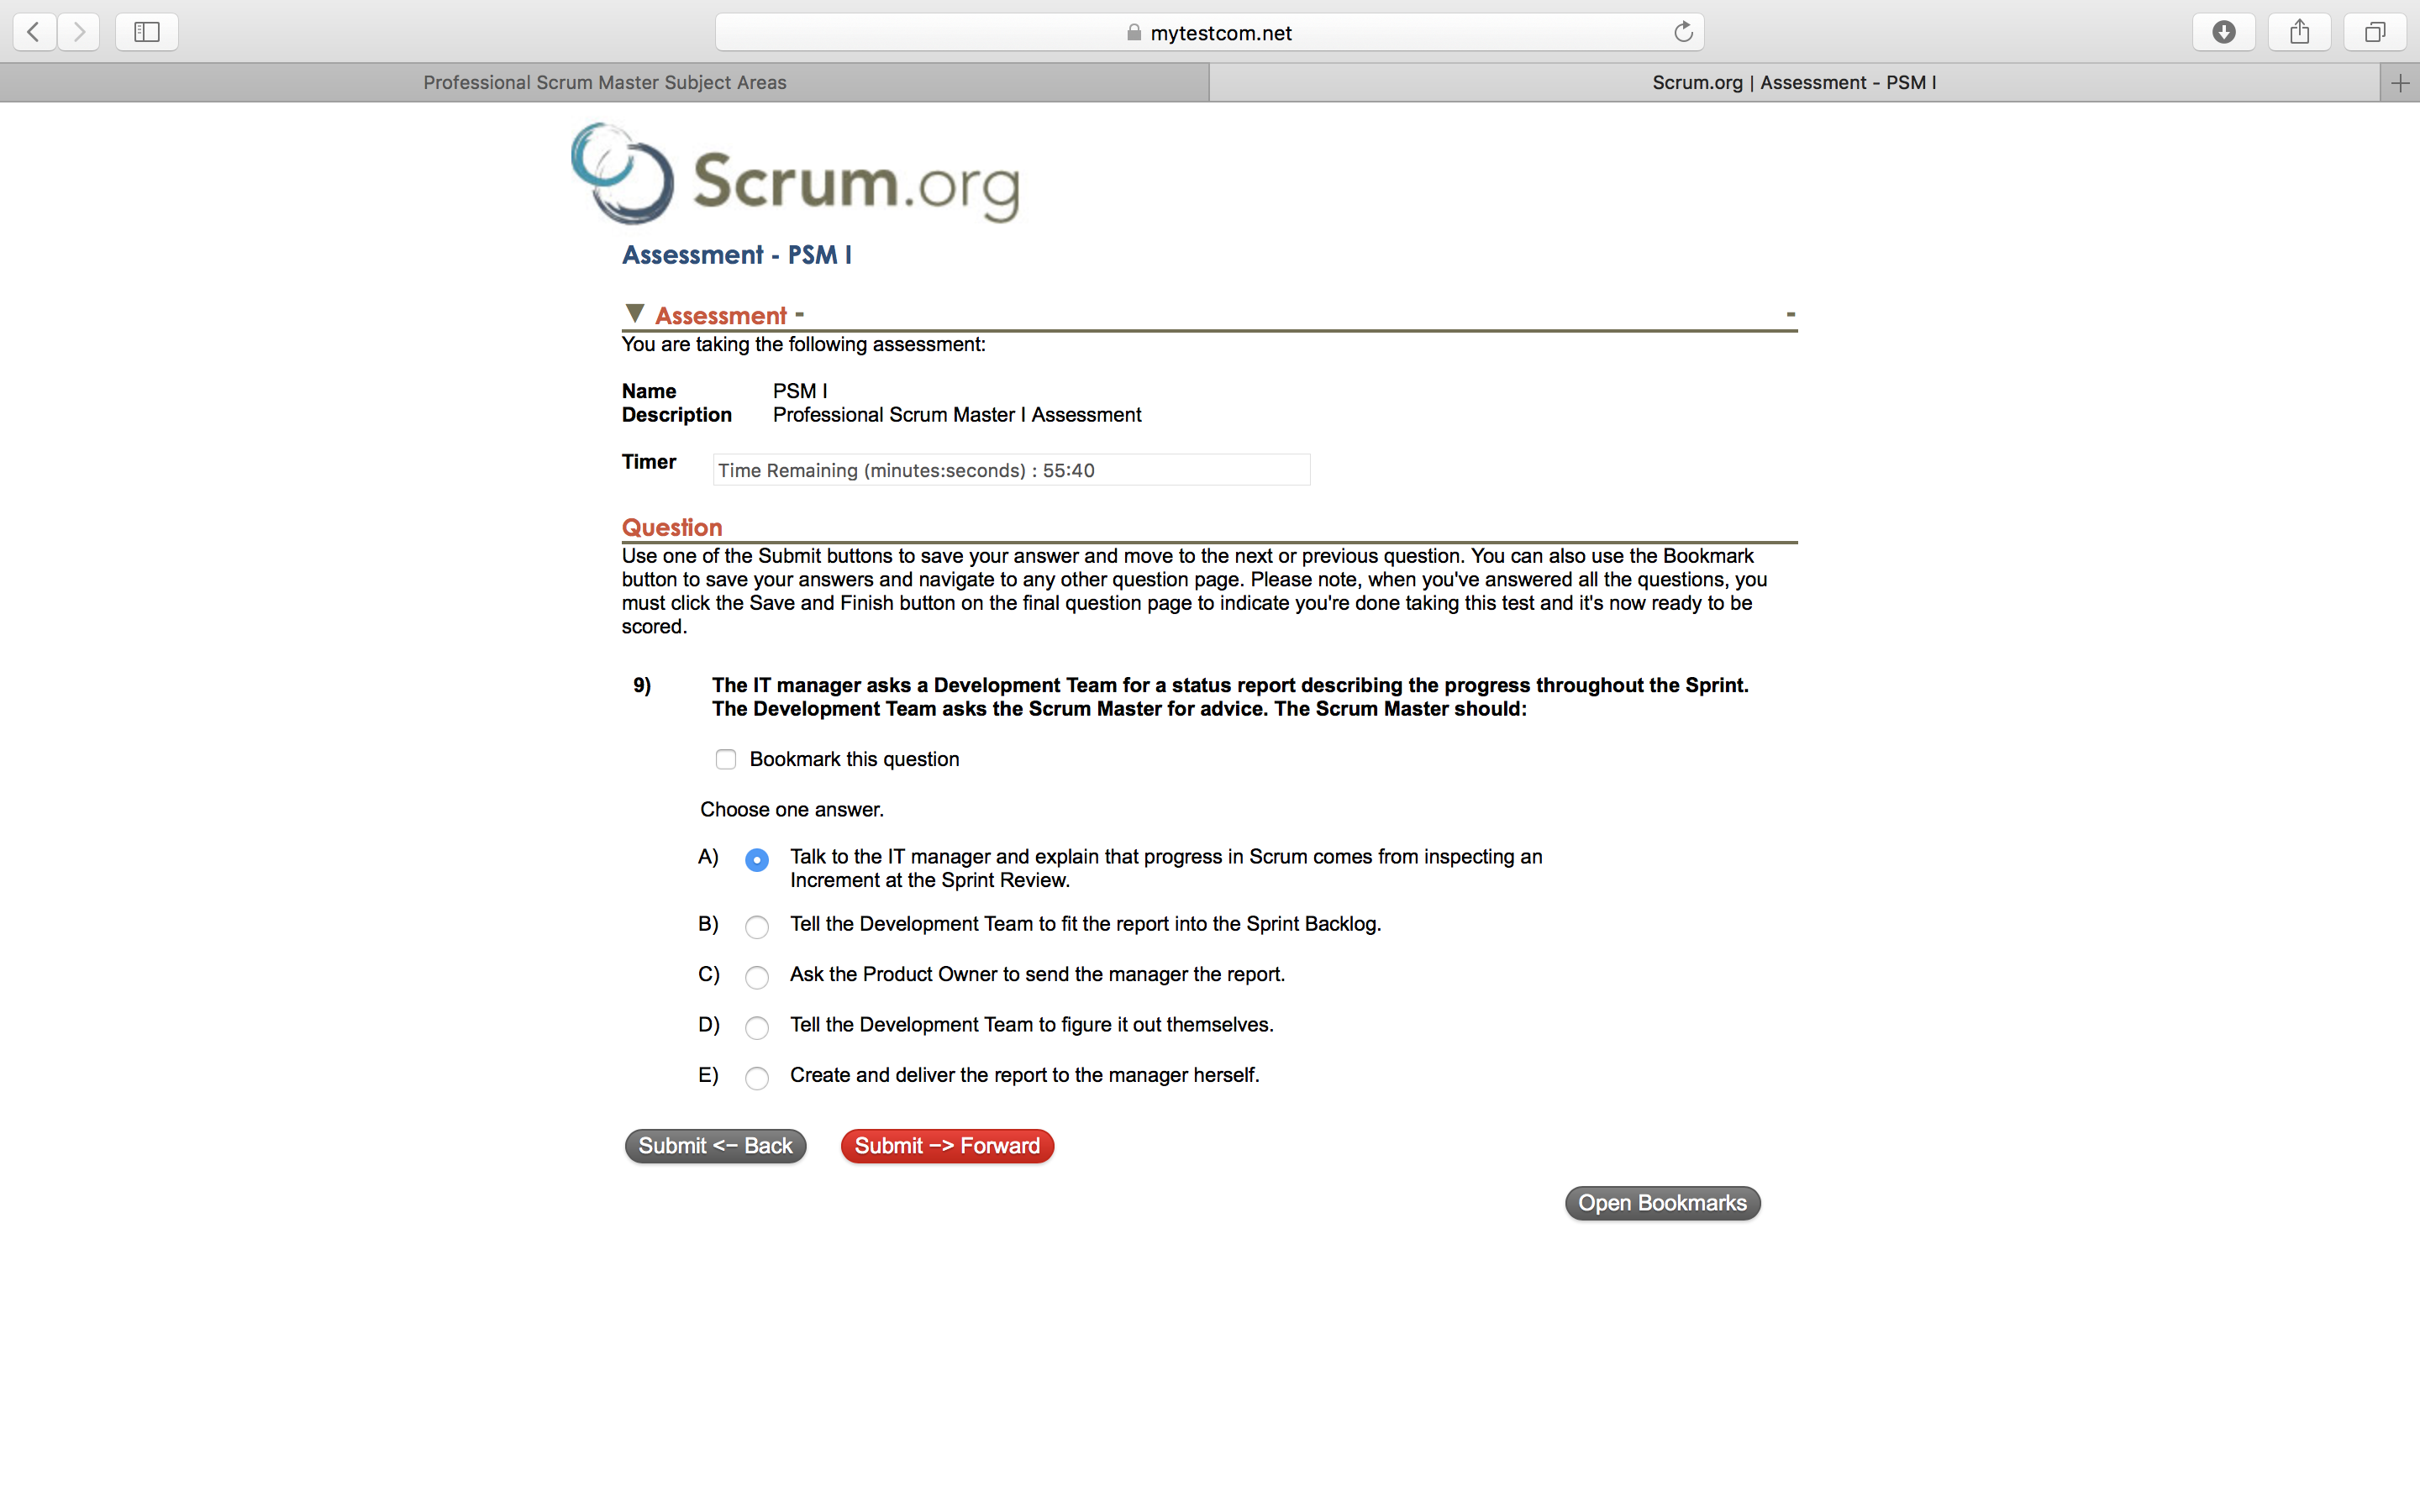 mytestcom.net
Professional Scrum Master Subject Areas
Scrum.org | Assessment - PSM I
Scrum.org
Assessment - PSM I
▼ Assessment - -
You are taking the following assessment:
Name PSM I
Description Professional Scrum Master I Assessment
Timer Time Remaining (minutes:seconds) : 55:40
Question
Use one of the Submit buttons to save your answer and move to the next or previous question. You can also use the Bookmark
button to save your answers and navigate to any other question page. Please note, when you've answered all the questions, you
must click the Save and Finish button on the final question page to indicate you're done taking this test and it's now ready to be
scored.
9) The IT manager asks a Development Team for a status report describing the progress throughout the Sprint.
The Development Team asks the Scrum Master for advice. The Scrum Master should:
Bookmark this question
Choose one answer.
A) Talk to the IT manager and explain that progress in Scrum comes from inspecting an
Increment at the Sprint Review.
B) Tell the Development Team to fit the report into the Sprint Backlog.
C) Ask the Product Owner to send the manager the report.
D) Tell the Development Team to figure it out themselves.
E) Create and deliver the report to the manager herself.
Submit <- Back Submit -> Forward
Open Bookmarks